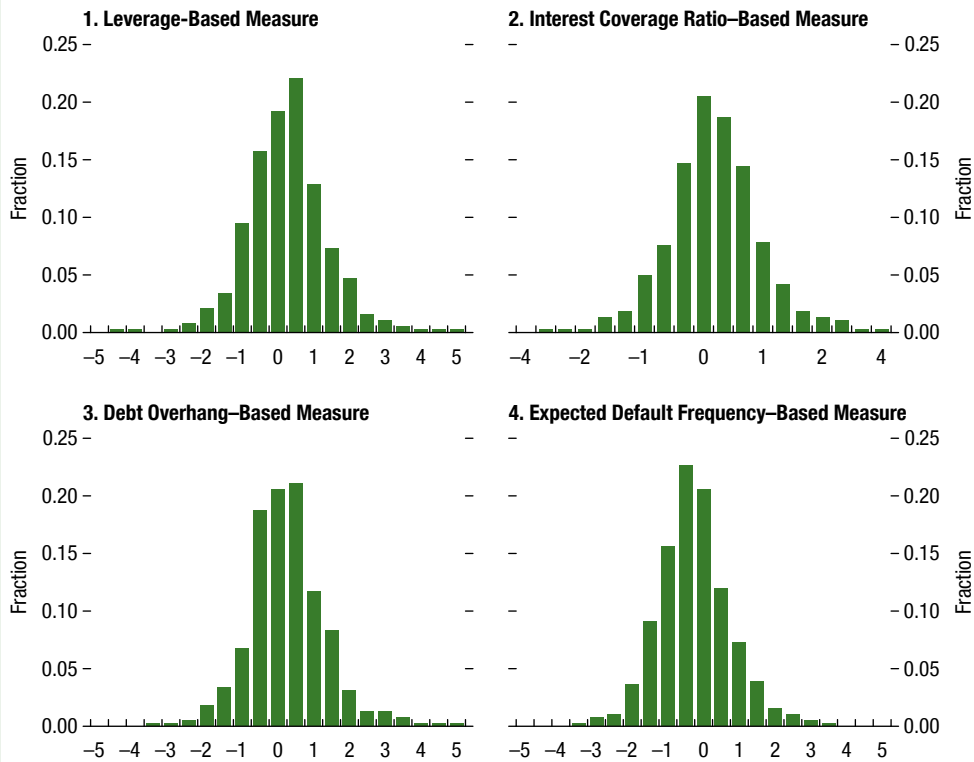 1. Leverage-Based Measure
0.25 –
0.20 –
0.15 –
0.10 –
0.05 –
0.00
Fraction
–5 –4 –3 –2 –1 0 1 2 3 4 5
2. Interest Coverage Ratio–Based Measure
– 0.25
– 0.20
– 0.15
– 0.10
– 0.05
0.00
Fraction
–4 –2 –1 0 1 2 4
3. Debt Overhang–Based Measure
0.25 –
0.20 –
0.15 –
0.10 –
0.05 –
0.00
Fraction
–5 –4 –3 –2 –1 0 1 2 3 4 5
4. Expected Default Frequency–Based Measure
– 0.25
– 0.20
– 0.15
– 0.10
– 0.05
0.00
Fraction
–5 –4 –3 –2 –1 0 1 2 3 4 5